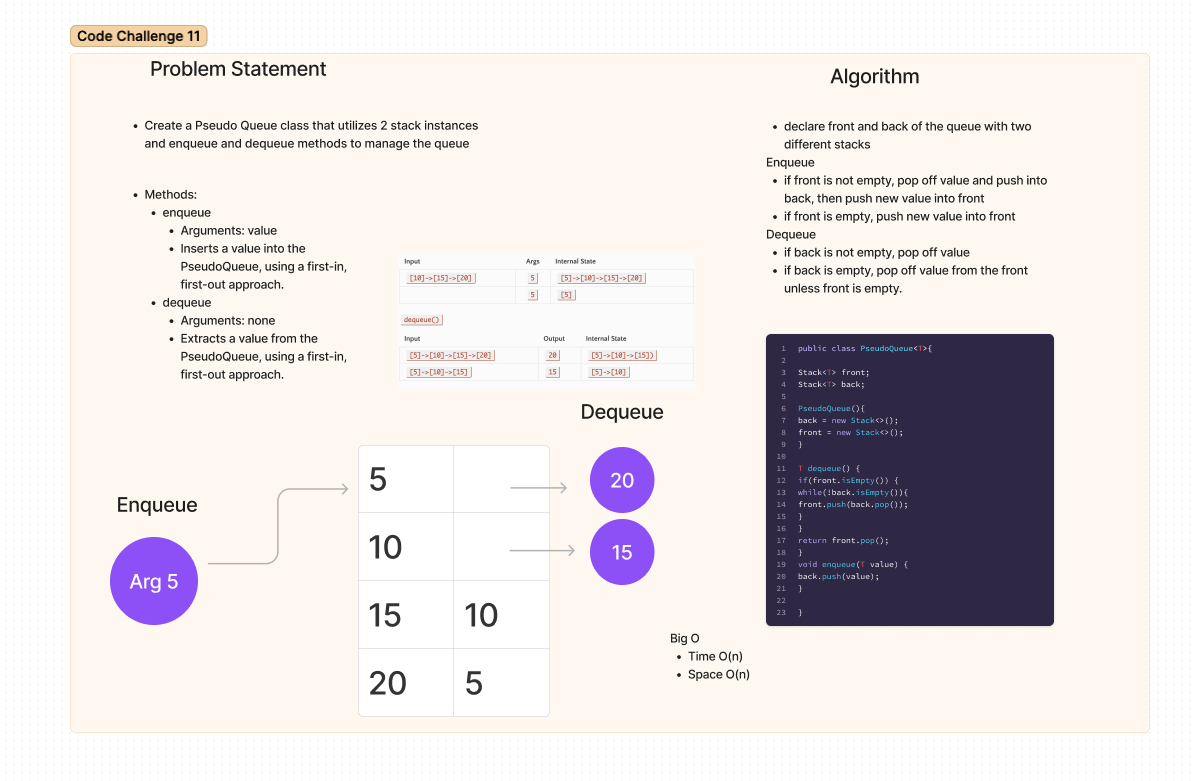 Code Challenge 11
Problem Statement
• Create a Pseudo Queue class that utilizes 2 stack instances
and enqueue and dequeue methods to manage the queue
• Methods:
• enqueue
• Arguments: value
• Inserts a value into the
PseudoQueue, using a first-in,
first-out approach.
• dequeue
• Arguments: none
• Extracts a value from the
PseudoQueue, using a first-in,
first-out approach.
Input Args Internal State
[10]->[15]->[20] 5 [5]->[10]->[15]->[20]
5 [5]
dequeue()
Input Output Internal State
[5]->[10]->[15]->[20] 20 [5]->[10]->[15])
[5]->[10]->[15] 15 [5]->[10]
Enqueue
Arg 5
5
10
15 10
20 5
Dequeue
20
15
Big O
• Time O(n)
• Space O(n)
Algorithm
• declare front and back of the queue with two
different stacks
Enqueue
• if front is not empty, pop off value and push into
back, then push new value into front
• if front is empty, push new value into front
Dequeue
• if back is not empty, pop off value
• if back is empty, pop off value from the front
unless front is empty.
1 public class PseudoQueue<T>{
2
3 Stack<T> front;
4 Stack<T> back;
5
6 PseudoQueue(){
7 back = new Stack<>();
8 front = new Stack<>();
9 }
10
11 T dequeue() {
12 if(front.isEmpty()) {
13 while(!back.isEmpty()){
14 front.push(back.pop());
15 }
16 }
17 return front.pop();
18 }
19 void enqueue(T value) {
20 back.push(value);
21 }
22
23 }